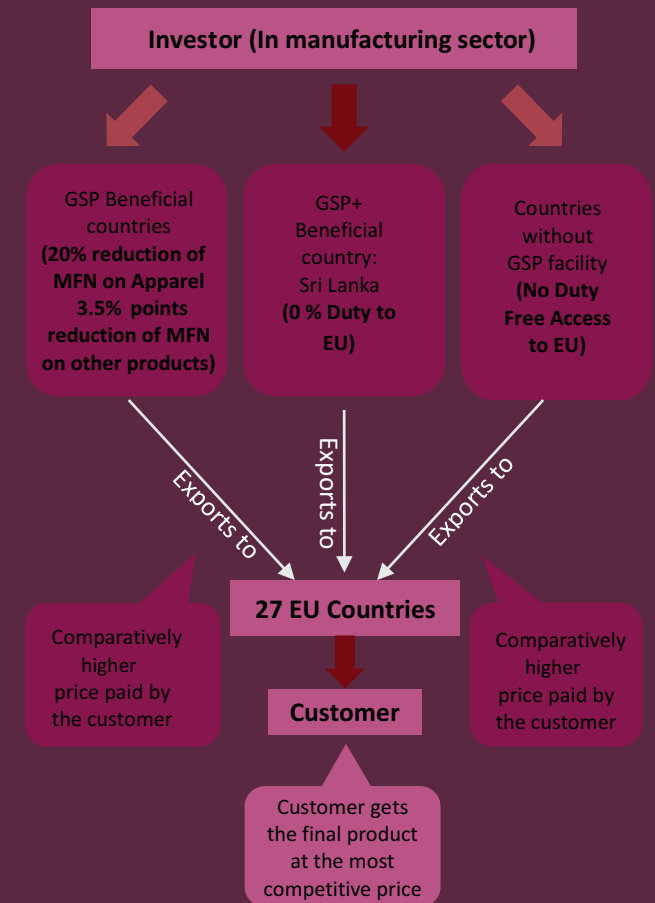 Investor (In manufacturing sector)
GSP Beneficial
countries
(20% reduction of
MFN on Apparel
3.5% points
reduction of MFN
on other products)
GSP+
Beneficial
country:
Sri Lanka
(0 % Duty to
EU)
Countries
without
GSP facility
(No Duty
Free Access
to EU)
Exports to
Exports to
Exports to
27 EU Countries
Comparatively
higher
price paid by
the customer
Comparatively
higher
price paid by
the customer
Customer
Customer gets
the final product
at the most
competitive price